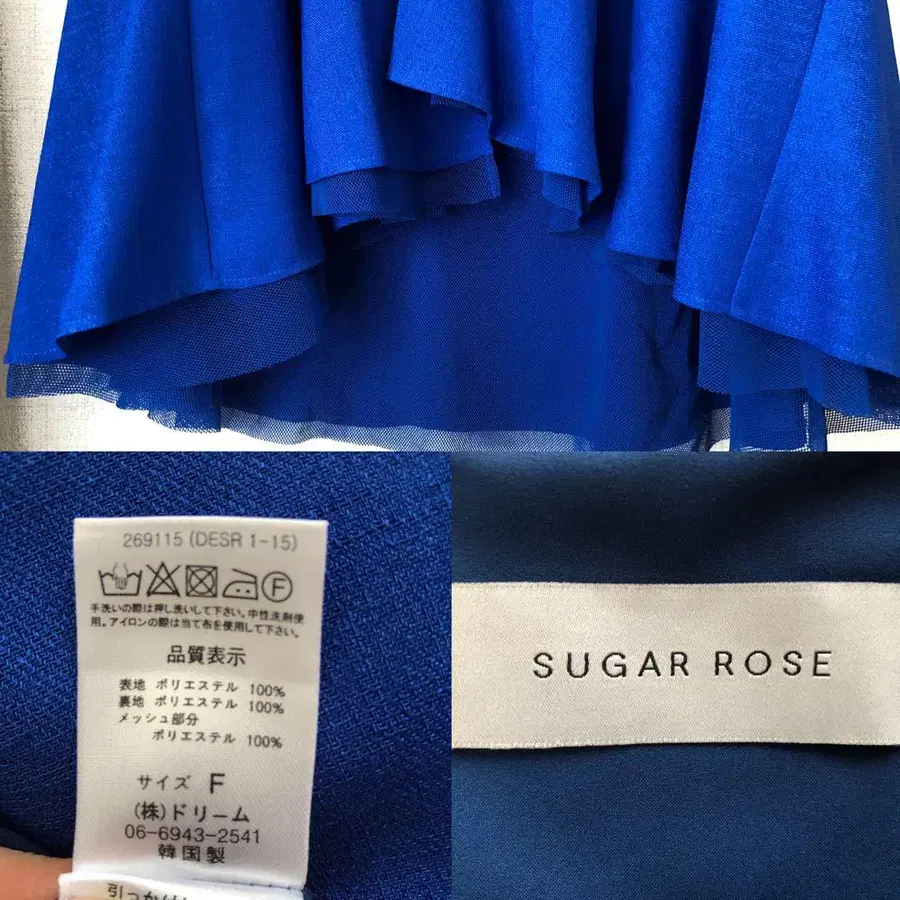 269115 (DESR 1-15)
F
手洗いの際は押し洗いして下さい。中性洗剤使
用。アイロンの際は当て布を使用して下さい。
品質表示
表地 ポリエステル 100%
裏地 ポリエステル 100%
メッシュ部分
ポリエステル 100%
サイズ F
(株)ドリーム
06-6943-2541
韓国製
SUGAR ROSE